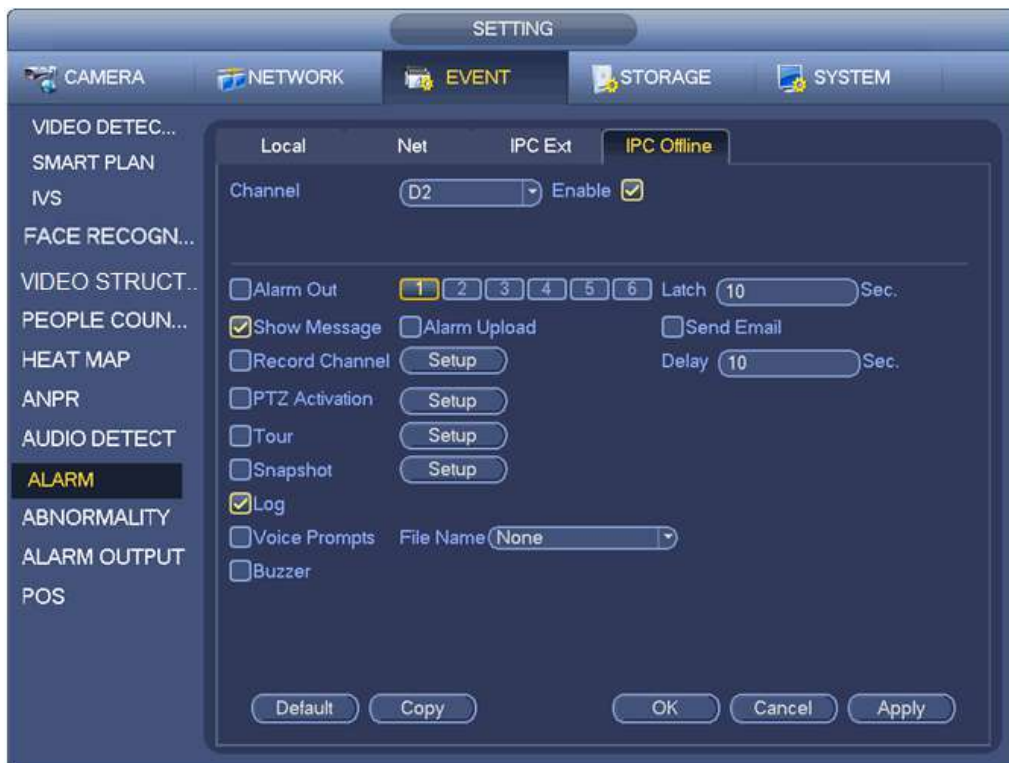 SETTING
CAMERA NETWORK EVENT STORAGE SYSTEM
VIDEO DETEC...
SMART PLAN
IVS
FACE RECOGN...
VIDEO STRUCT..
PEOPLE COUN...
HEAT MAP
ANPR
AUDIO DETECT
ALARM
ABNORMALITY
ALARM OUTPUT
POS
Local Net IPC Ext IPC Offline
Channel D2 Enable
Alarm Out 1 2 3 4 5 6 Latch 10 Sec.
Show Message Alarm Upload Send Email
Record Channel Setup Delay 10 Sec.
PTZ Activation Setup
Tour Setup
Snapshot Setup
Log
Voice Prompts File Name None
Buzzer
Default Copy OK Cancel Apply